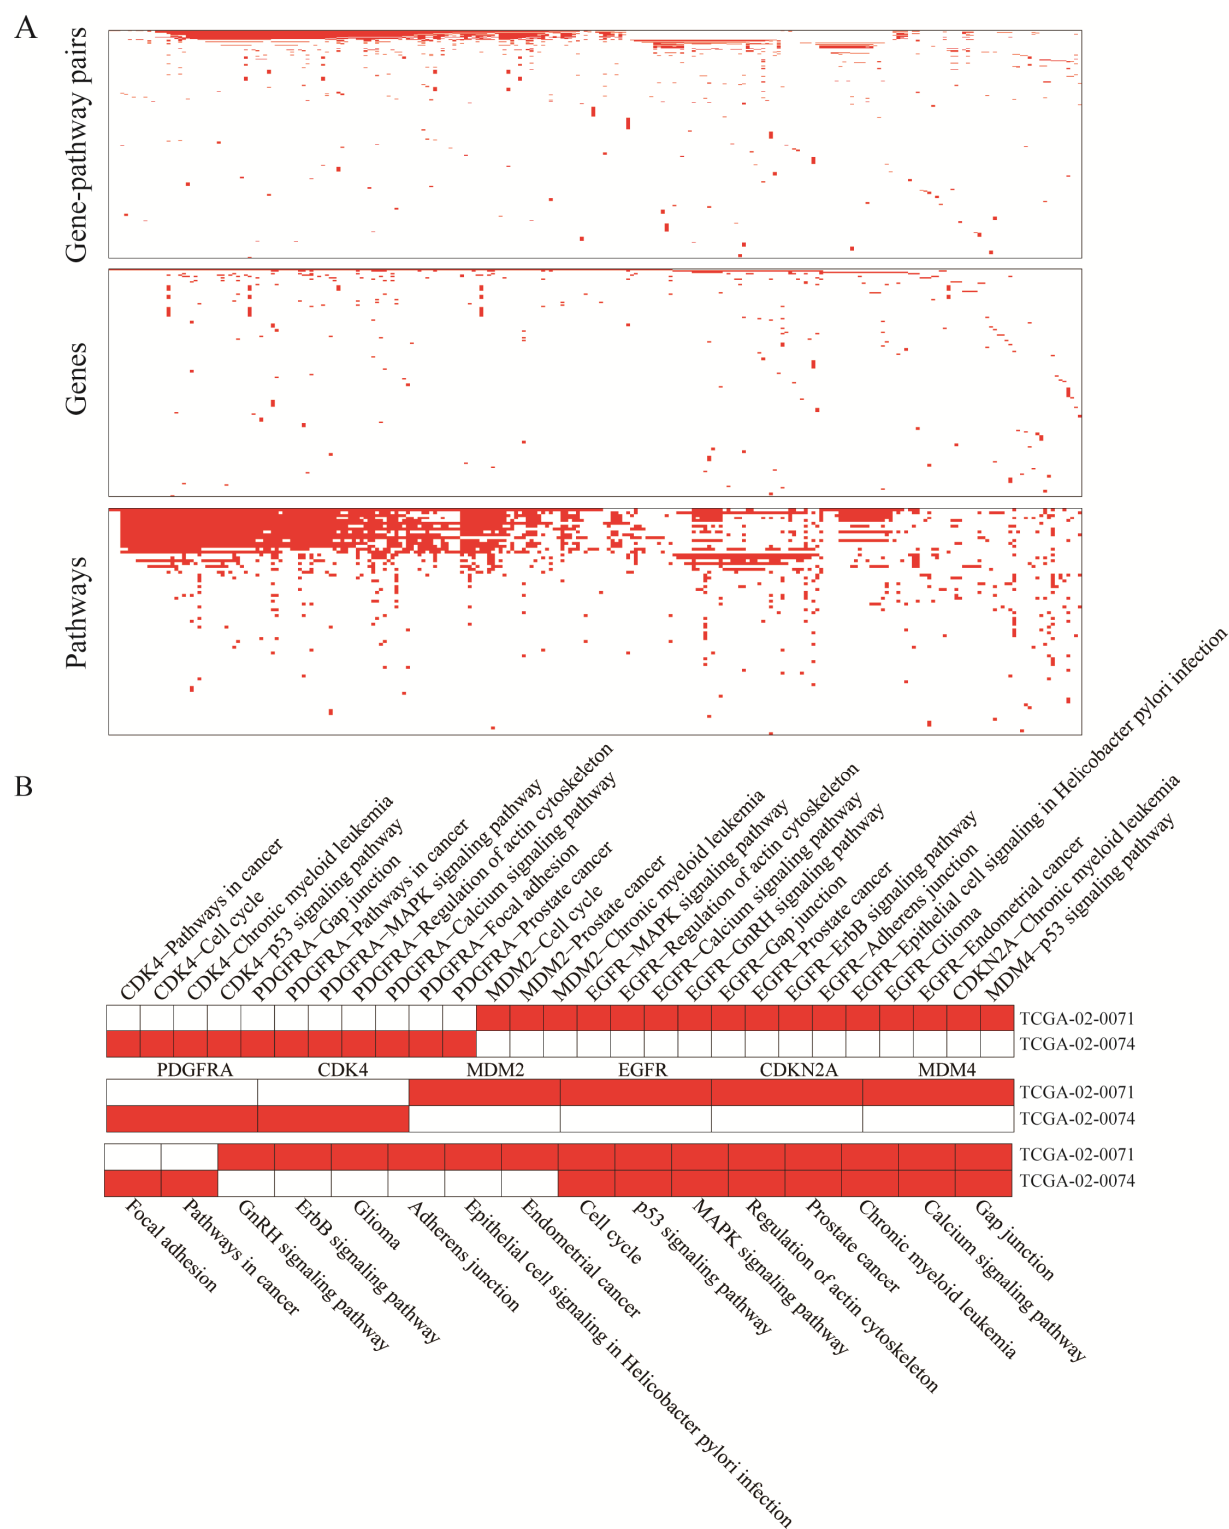 A
Gene-pathway pairs
Genes
Pathways
B
CDK4−Pathways in cancer
CDK4−Cell cycle
CDK4−Chronic myeloid leukemia
CDK4−p53 signaling pathway
PDGFRA−Gap junction
PDGFRA−Pathways in cancer
PDGFRA−MAPK signaling pathway
PDGFRA−Regulation of actin cytoskeleton
PDGFRA−Calcium signaling pathway
PDGFRA−Focal adhesion
PDGFRA−Prostate cancer
MDM2−Cell cycle
MDM2−Prostate cancer
MDM2−Chronic myeloid leukemia
EGFR−MAPK signaling pathway
EGFR−Regulation of actin cytoskeleton
EGFR−Calcium signaling pathway
EGFR−GnRH signaling pathway
EGFR−Gap junction
EGFR−Prostate cancer
EGFR−ErbB signaling pathway
EGFR−Adherens junction
EGFR−Epithelial cell signaling in Helicobacter pylori infection
EGFR−Glioma
EGFR−Endometrial cancer
CDKN2A−Chronic myeloid leukemia
MDM4−p53 signaling pathway
TCGA-02-0071
TCGA-02-0074
PDGFRA CDK4 MDM2 EGFR CDKN2A MDM4
TCGA-02-0071
TCGA-02-0074
TCGA-02-0071
TCGA-02-0074
Focal adhesion
Pathways in cancer
GnRH signaling pathway
ErbB signaling pathway
Glioma
Adherens junction
Epithelial cell signaling in Helicobacter pylori infection
Endometrial cancer
Cell cycle
p53 signaling pathway
MAPK signaling pathway
Regulation of actin cytoskeleton
Prostate cancer
Chronic myeloid leukemia
Calcium signaling pathway
Gap junction